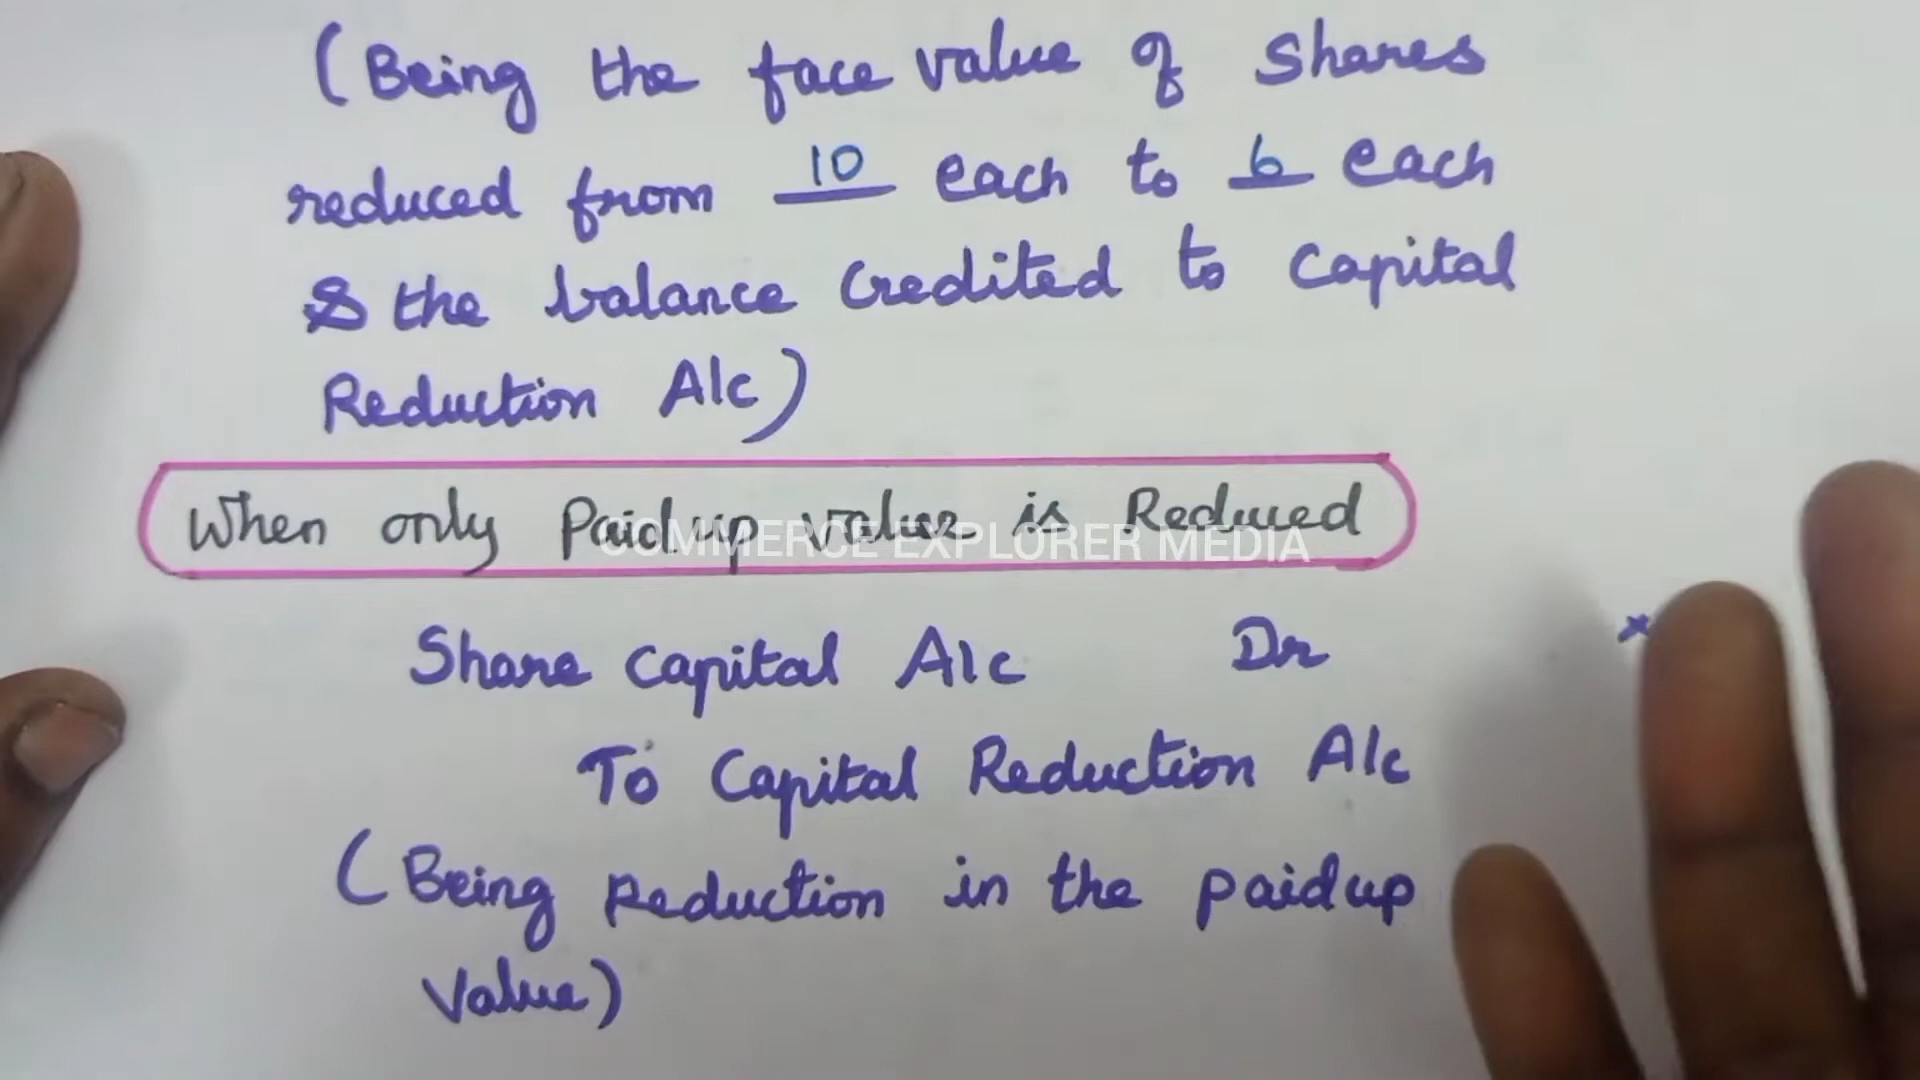 (Being the face value of shares
reduced from 10 each to 6 each
& the balance credited to capital
Reduction A/c)
When only Paidup value is Reduced
COMMERCE EXPLORER MEDIA
Share capital A/c Dr x
To Capital Reduction A/c
(Being Reduction in the paidup
value)